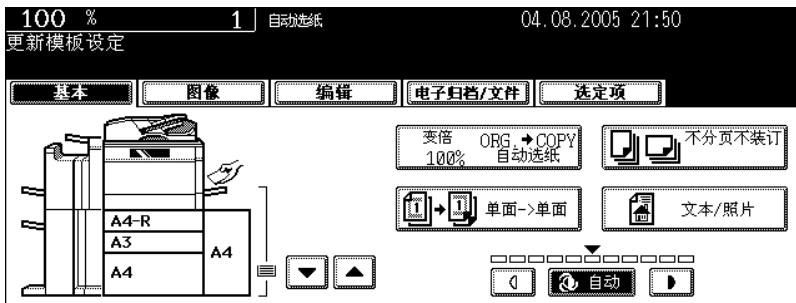 100 % 1 自动选纸 04.08.2005 21:50
更新模板设定
基本 图像 编辑 电子归档/文件 选定项
变倍 ORG.→COPY
100% 自动选纸
不分页不装订
1→1 单面->单面
文本/照片
A4-R
A3
A4
A4
自动